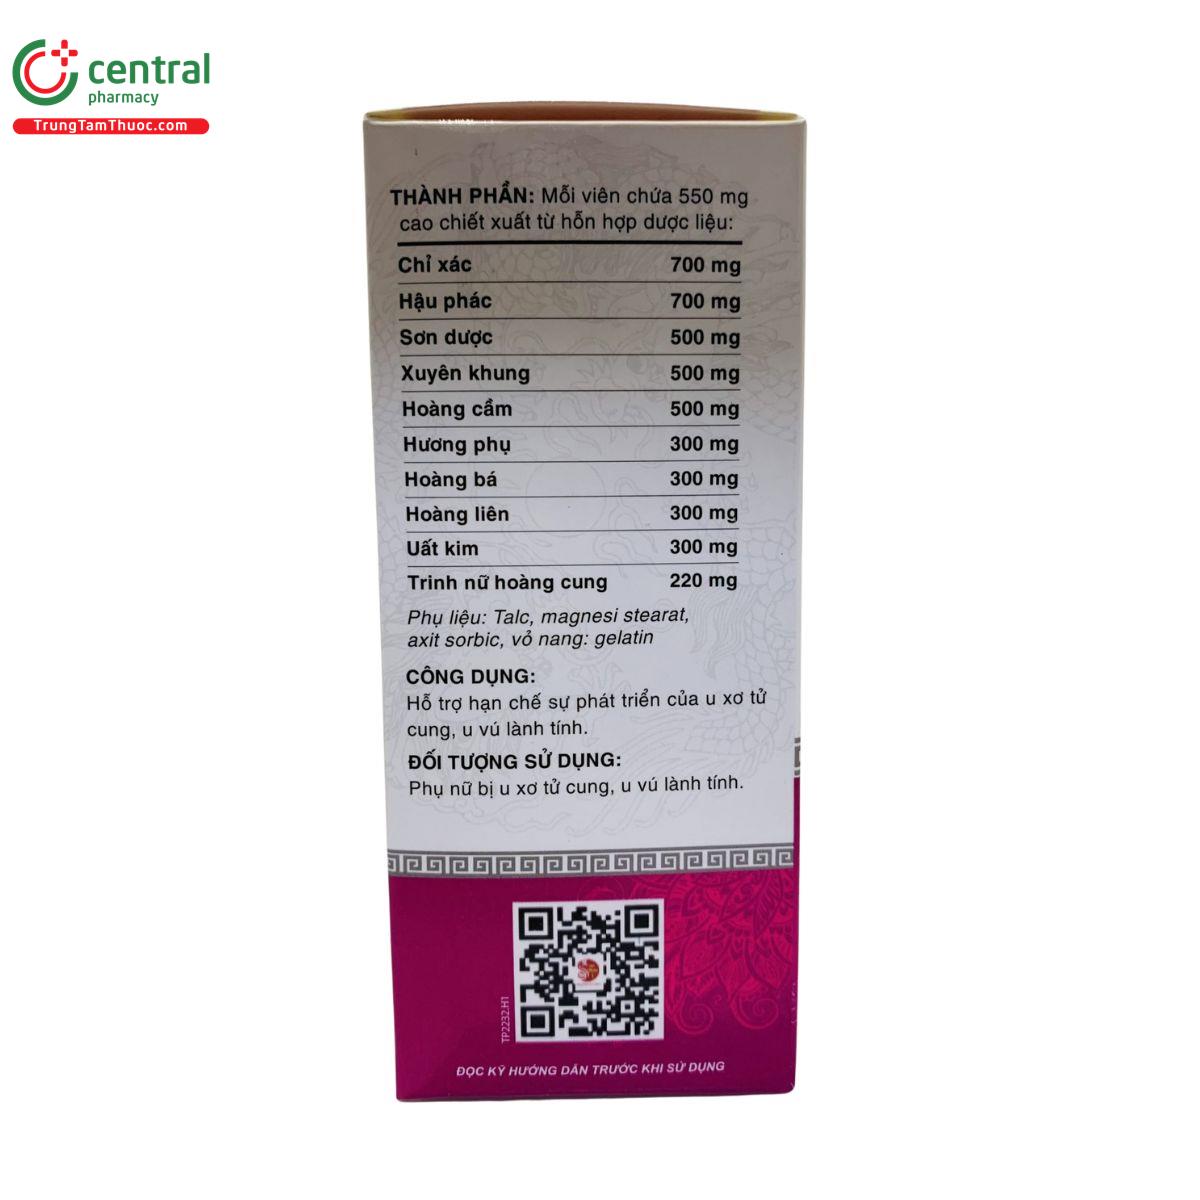 central
pharmacy
TrungTamThuoc.com
THÀNH PHẦN: Mỗi viên chứa 550 mg
cao chiết xuất từ hỗn hợp dược liệu:
Chỉ xác 700 mg
Hậu phác 700 mg
Sơn dược 500 mg
Xuyên khung 500 mg
Hoàng cầm 500 mg
Hương phụ 300 mg
Hoàng bá 300 mg
Hoàng liên 300 mg
Uất kim 300 mg
Trinh nữ hoàng cung 220 mg
Phụ liệu: Talc, magnesi stearat,
axit sorbic, vỏ nang: gelatin
CÔNG DỤNG:
Hỗ trợ hạn chế sự phát triển của u xơ tử
cung, u vú lành tính.
ĐỐI TƯỢNG SỬ DỤNG:
Phụ nữ bị u xơ tử cung, u vú lành tính.
TP2232.H1
ĐỌC KỸ HƯỚNG DẪN TRƯỚC KHI SỬ DỤNG